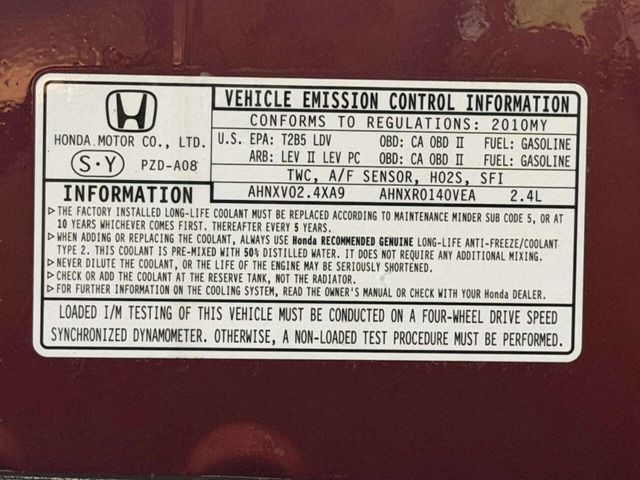 VEHICLE EMISSION CONTROL INFORMATION
CONFORMS TO REGULATIONS: 2010MY
HONDA MOTOR CO., LTD.
S·Y PZD-A08
U.S. EPA: T2B5 LDV OBD: CA OBD II FUEL: GASOLINE
ARB: LEV II LEV PC OBD: CA OBD II FUEL: GASOLINE
TWC, A/F SENSOR, HO2S, SFI
AHNXV02.4XA9 AHNXR0140VEA 2.4L
INFORMATION
▷THE FACTORY INSTALLED LONG-LIFE COOLANT MUST BE REPLACED ACCORDING TO MAINTENANCE MINDER SUB CODE 5, OR AT
10 YEARS WHICHEVER COMES FIRST. THEREAFTER EVERY 5 YEARS.
▷WHEN ADDING OR REPLACING THE COOLANT, ALWAYS USE Honda RECOMMENDED GENUINE LONG-LIFE ANTI-FREEZE/COOLANT
TYPE 2. THIS COOLANT IS PRE-MIXED WITH 50% DISTILLED WATER. IT DOES NOT REQUIRE ANY ADDITIONAL MIXING.
▷NEVER DILUTE THE COOLANT, OR THE LIFE OF THE ENGINE MAY BE SERIOUSLY SHORTENED.
▷CHECK OR ADD THE COOLANT AT THE RESERVE TANK, NOT THE RADIATOR.
▷FOR FURTHER INFORMATION ON THE COOLING SYSTEM, READ THE OWNER'S MANUAL OR CHECK WITH YOUR Honda DEALER.
LOADED I/M TESTING OF THIS VEHICLE MUST BE CONDUCTED ON A FOUR-WHEEL DRIVE SPEED
SYNCHRONIZED DYNAMOMETER. OTHERWISE, A NON-LOADED TEST PROCEDURE MUST BE PERFORMED.